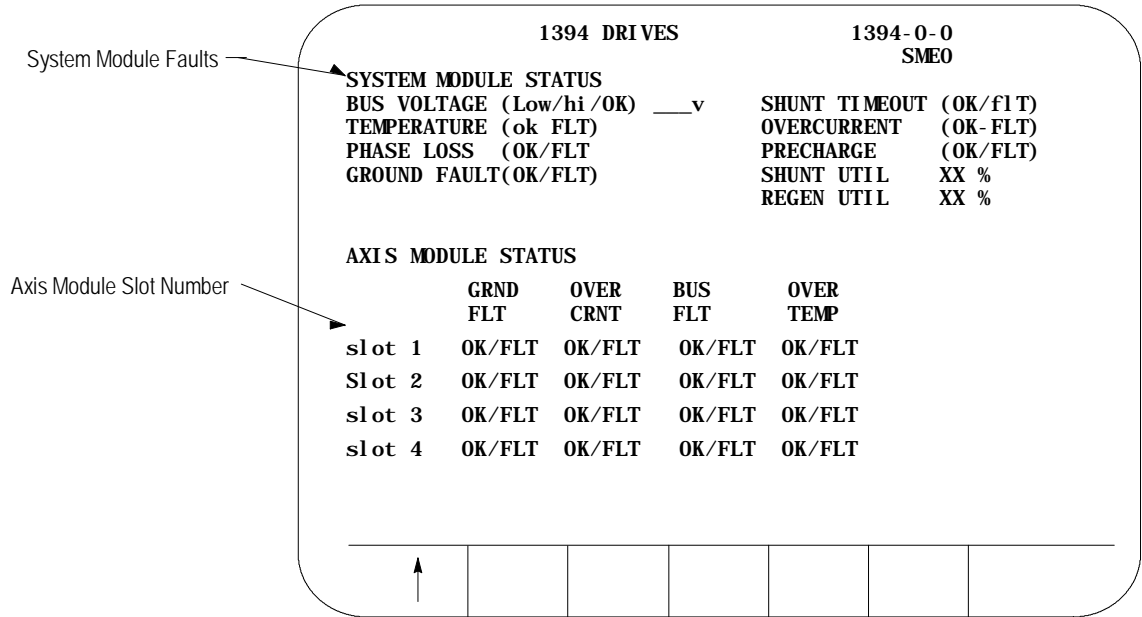 1394 DRIVES 1394-0-0
SME0
System Module Faults
SYSTEM MODULE STATUS
BUS VOLTAGE (Low/hi/OK) ___v SHUNT TIMEOUT (OK/flT)
TEMPERATURE (ok FLT) OVERCURRENT (OK-FLT)
PHASE LOSS (OK/FLT PRECHARGE (OK/FLT)
GROUND FAULT(OK/FLT) SHUNT UTIL XX %
REGEN UTIL XX %
AXIS MODULE STATUS
Axis Module Slot Number
GRND OVER BUS OVER
FLT CRNT FLT TEMP
slot 1 OK/FLT OK/FLT OK/FLT OK/FLT
Slot 2 OK/FLT OK/FLT OK/FLT OK/FLT
slot 3 OK/FLT OK/FLT OK/FLT OK/FLT
slot 4 OK/FLT OK/FLT OK/FLT OK/FLT